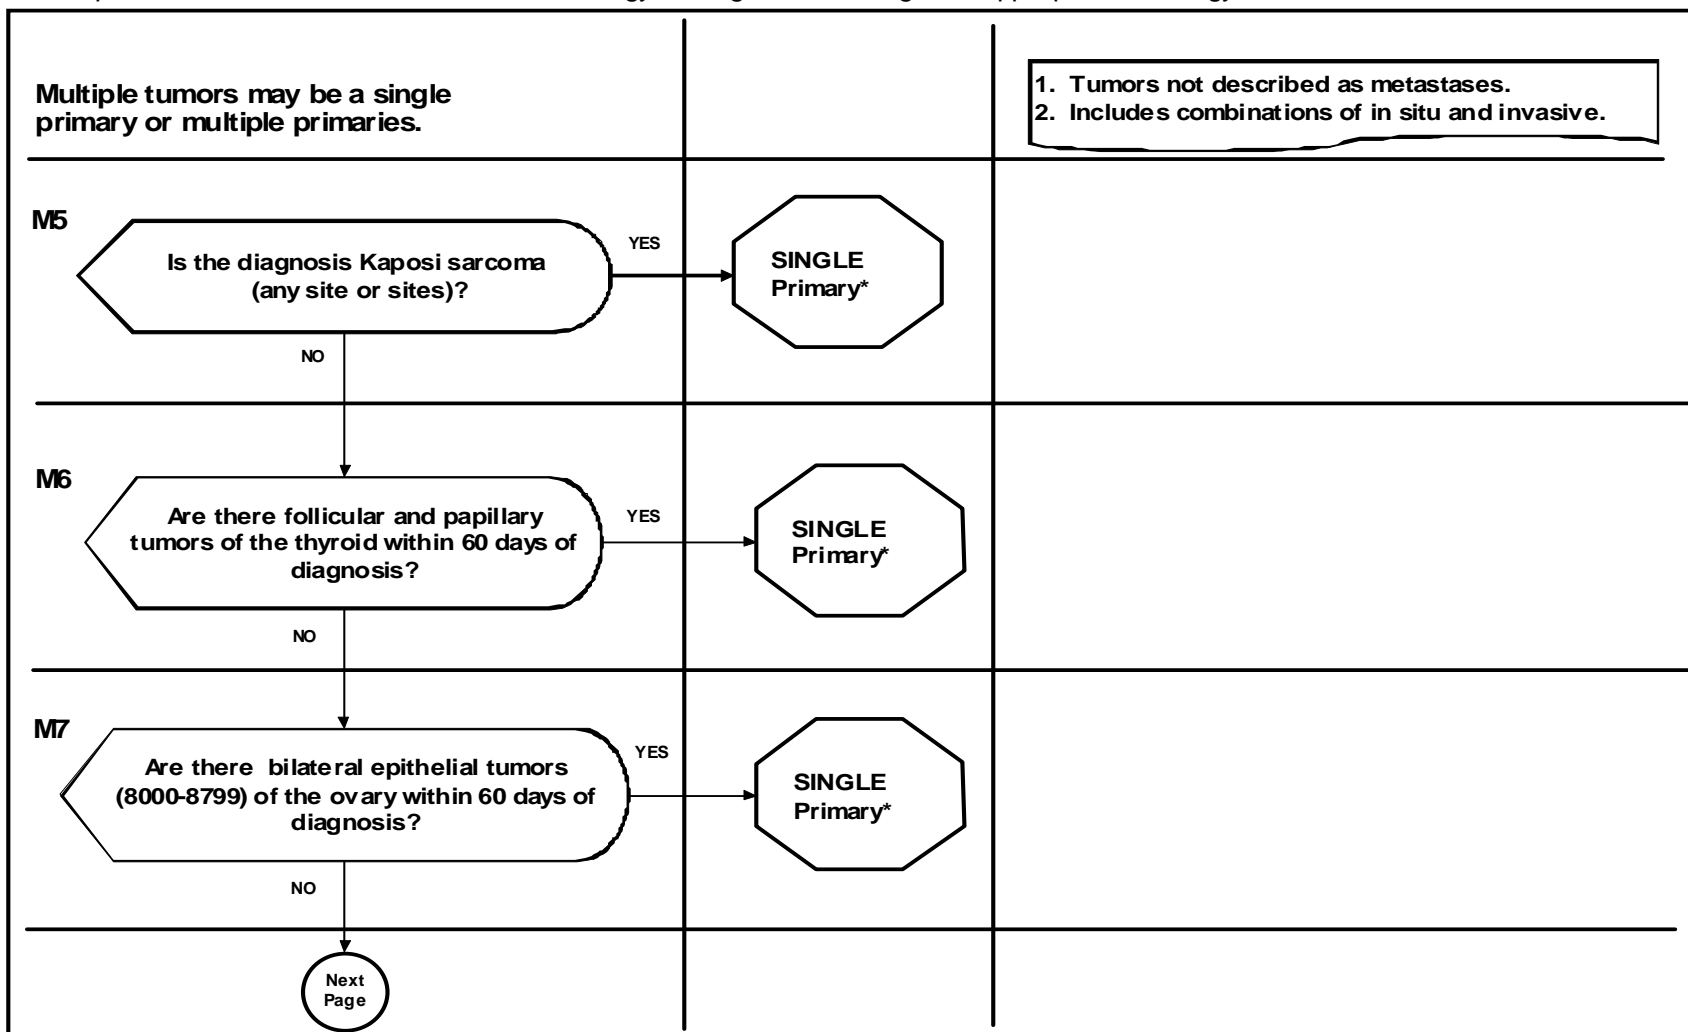 Multiple tumors may be a single
primary or multiple primaries.
1. Tumors not described as metastases.
2. Includes combinations of in situ and invasive.
M5
Is the diagnosis Kaposi sarcoma
(any site or sites)?
YES
SINGLE
Primary*
NO
M6
Are there follicular and papillary
tumors of the thyroid within 60 days of
diagnosis?
YES
SINGLE
Primary*
NO
M7
Are there bilateral epithelial tumors
(8000-8799) of the ovary within 60 days of
diagnosis?
YES
SINGLE
Primary*
NO
Next
Page